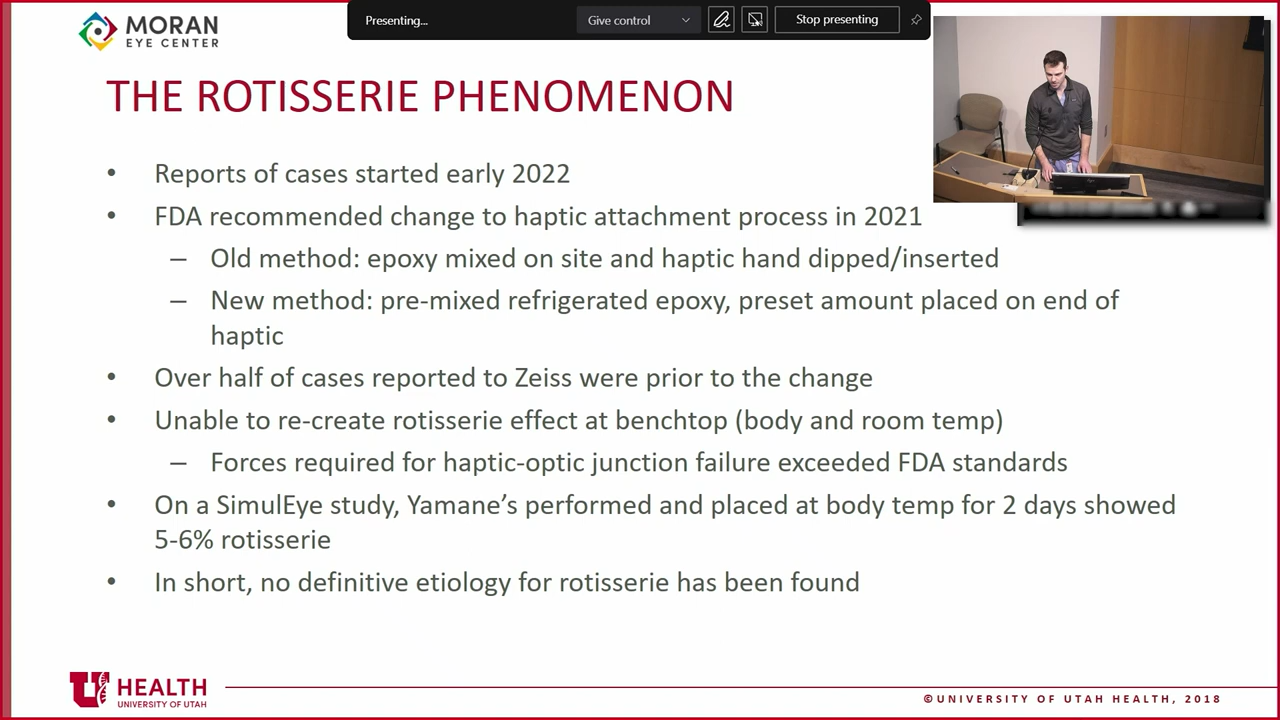 MORAN
EYE CENTER
Presenting...
Give control
Stop presenting
THE ROTISSERIE PHENOMENON
• Reports of cases started early 2022
• FDA recommended change to haptic attachment process in 2021
– Old method: epoxy mixed on site and haptic hand dipped/inserted
– New method: pre-mixed refrigerated epoxy, preset amount placed on end of
haptic
• Over half of cases reported to Zeiss were prior to the change
• Unable to re-create rotisserie effect at benchtop (body and room temp)
– Forces required for haptic-optic junction failure exceeded FDA standards
• On a SimulEye study, Yamane’s performed and placed at body temp for 2 days showed
5-6% rotisserie
• In short, no definitive etiology for rotisserie has been found
U HEALTH
UNIVERSITY OF UTAH
©UNIVERSITY OF UTAH HEALTH, 2018